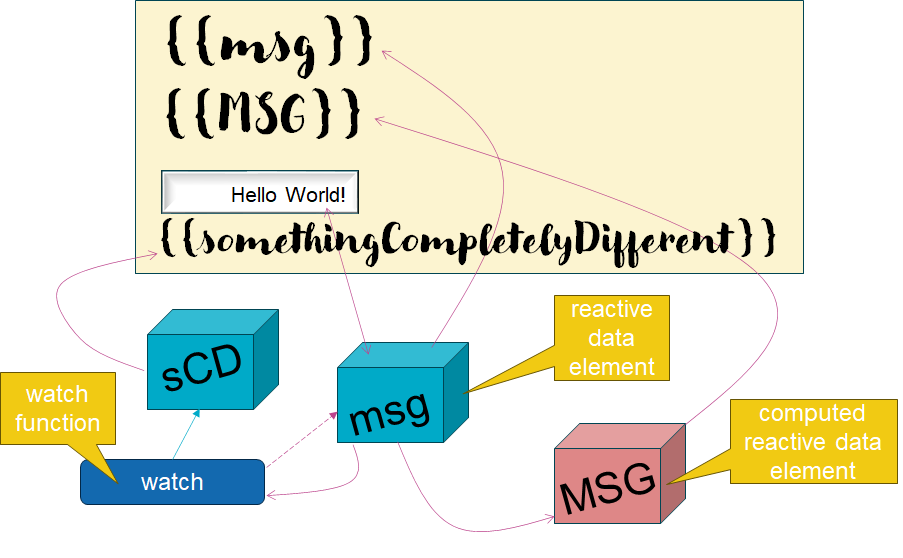 {{msg}}
{{MSG}}
Hello World!
{{somethingCompletelyDifferent}}
reactive
data
element
sCD
watch
function
msg
computed
reactive data
element
watch
MSG